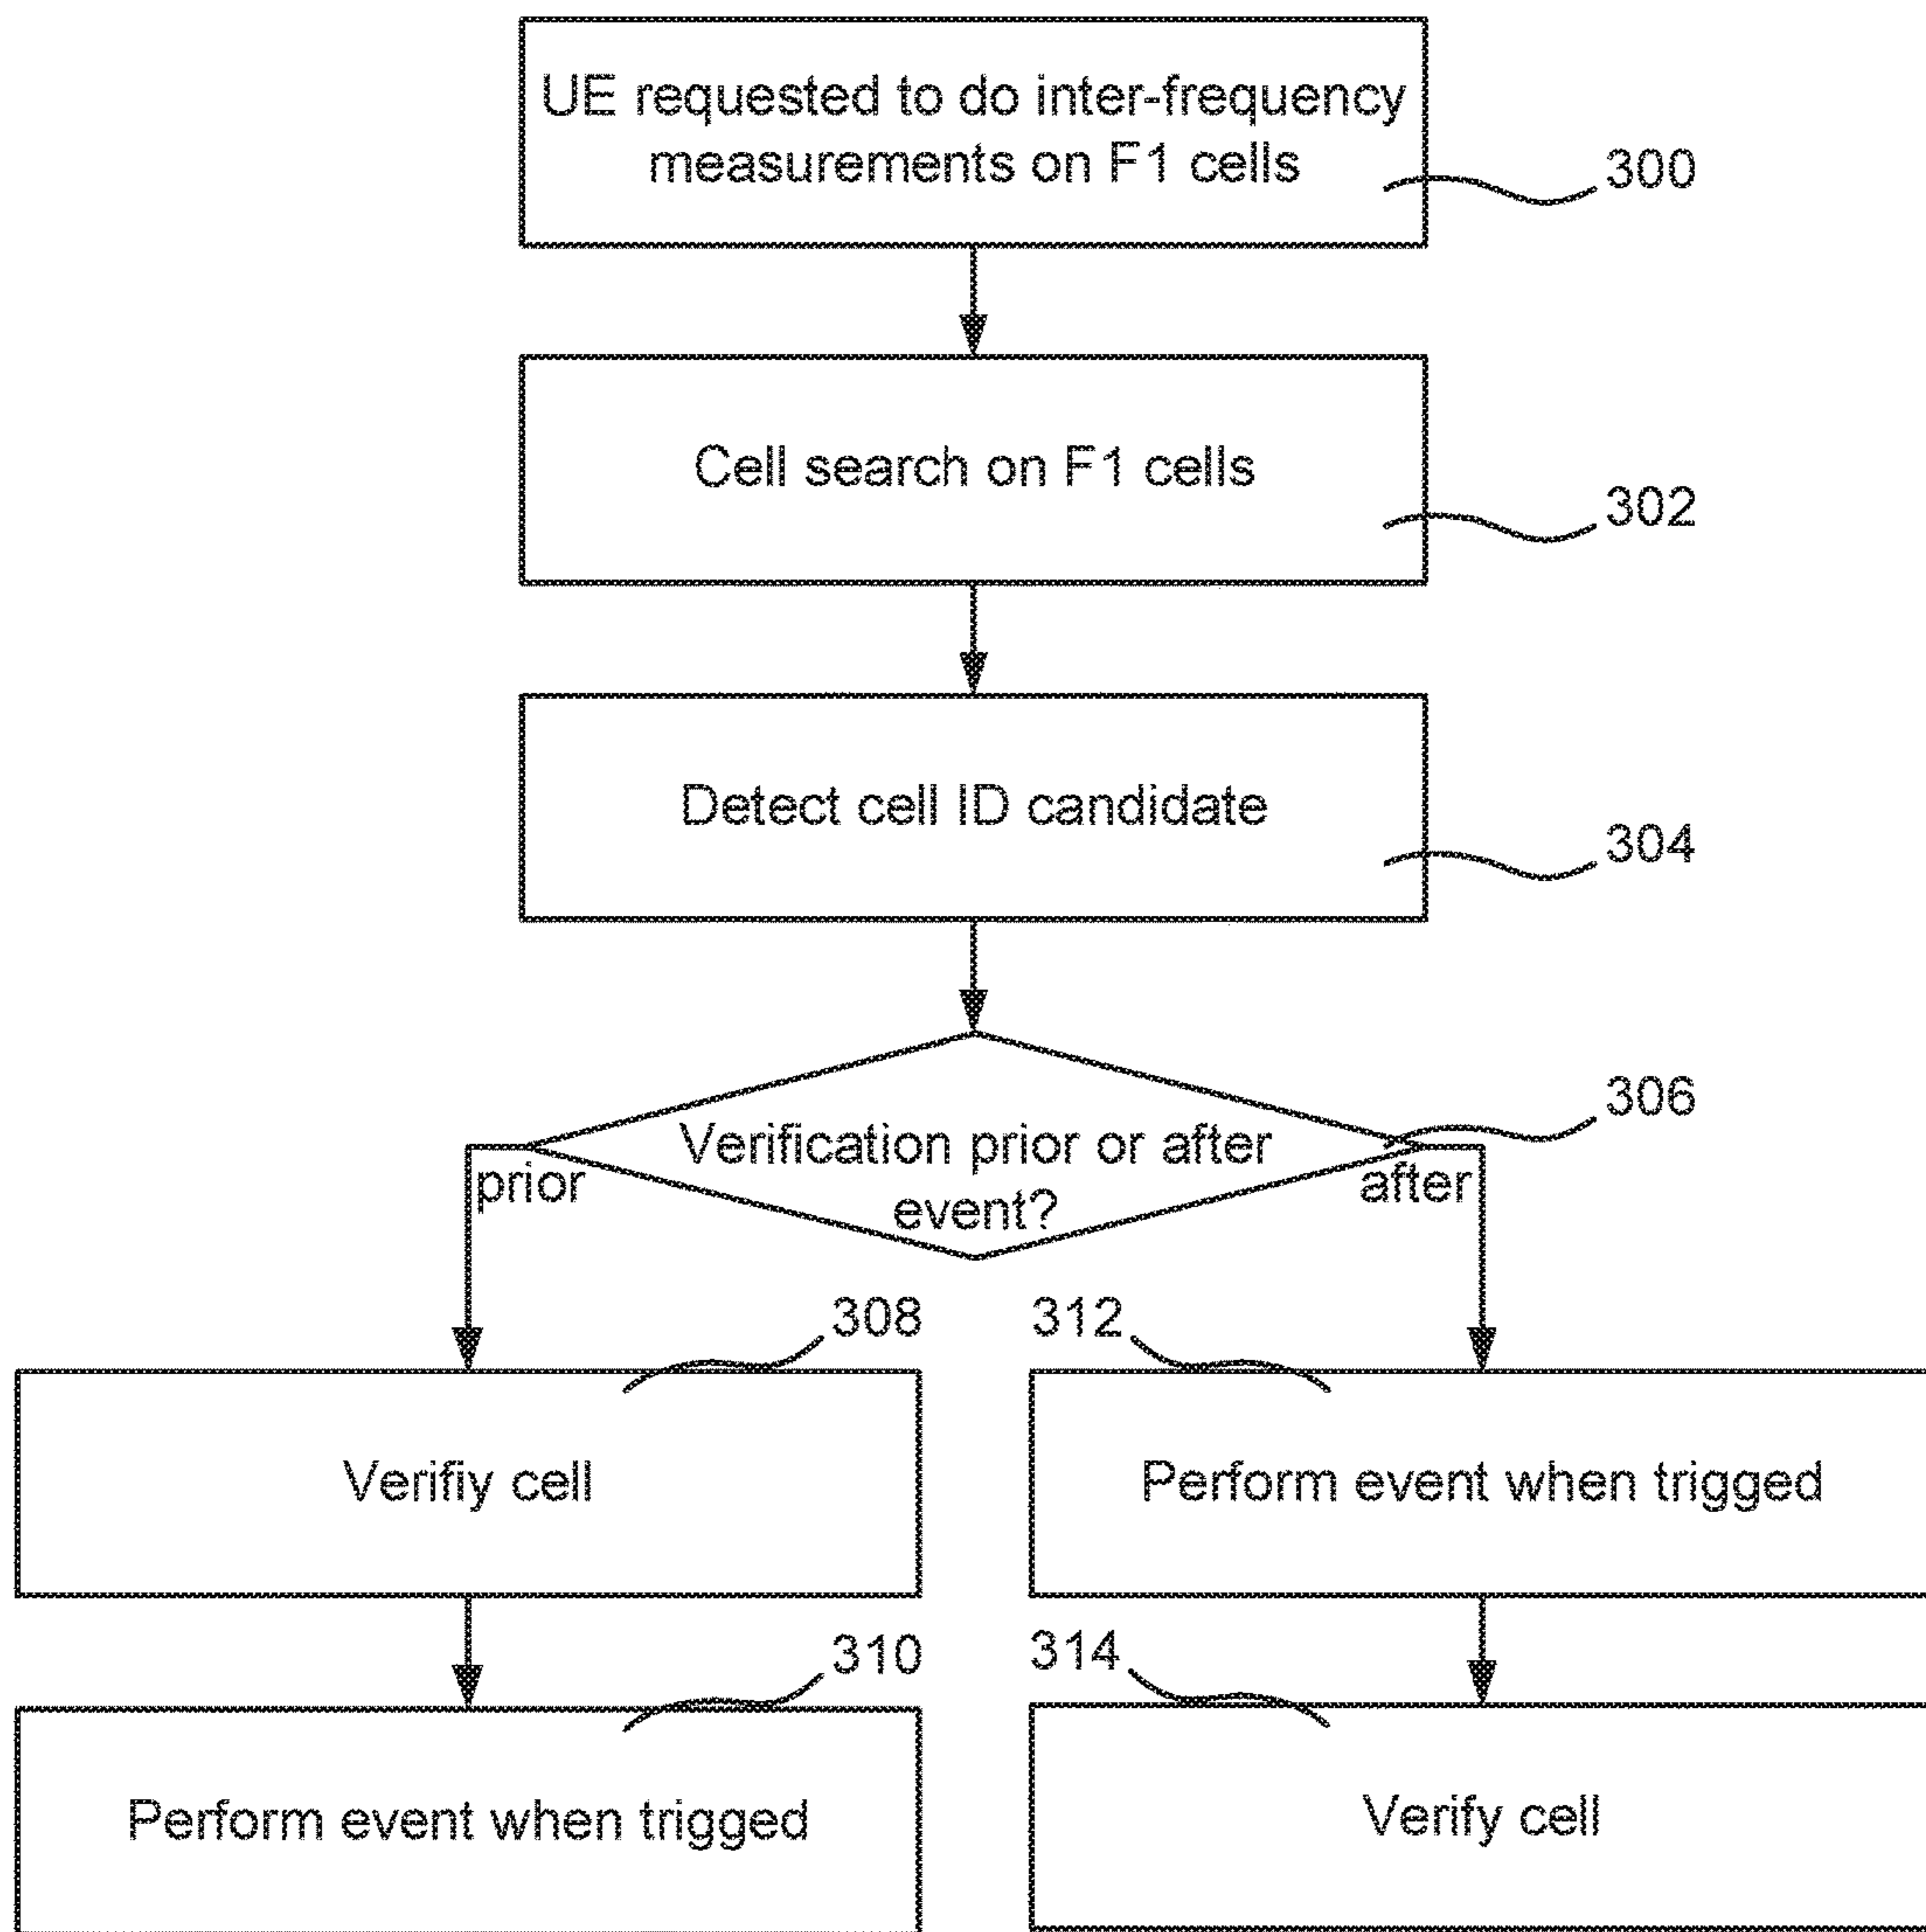 UE requested to do inter-frequency
measurements on F1 cells
300
Cell search on F1 cells
302
Detect cell ID candidate
304
306
Verification prior or after
event?
prior
after
308
312
Verifiy cell
Perform event when trigged
310
314
Perform event when trigged
Verify cell